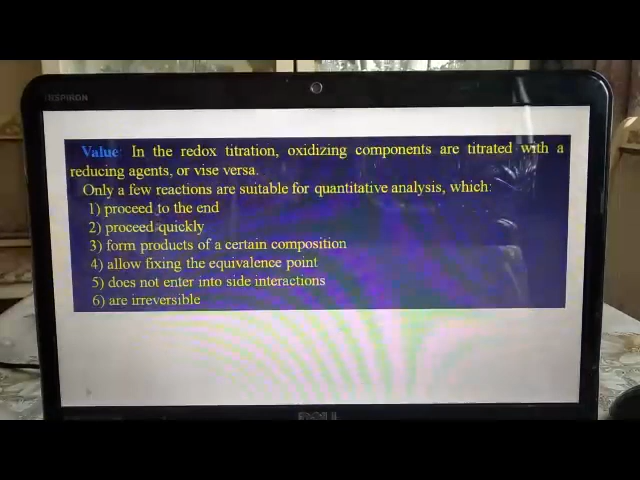 INSPIRON
Value: In the redox titration, oxidizing components are titrated with a
reducing agents, or vise versa.
Only a few reactions are suitable for quantitative analysis, which:
1) proceed to the end
2) proceed quickly
3) form products of a certain composition
4) allow fixing the equivalence point
5) does not enter into side interactions
6) are irreversible
DELL